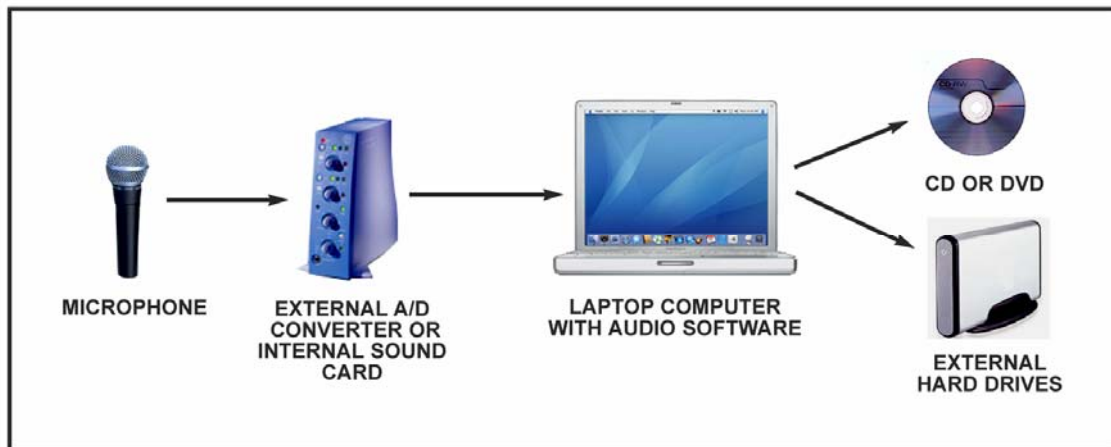 MICROPHONE
EXTERNAL A/D
CONVERTER OR
INTERNAL SOUND
CARD
LAPTOP COMPUTER
WITH AUDIO SOFTWARE
CD OR DVD
EXTERNAL
HARD DRIVES